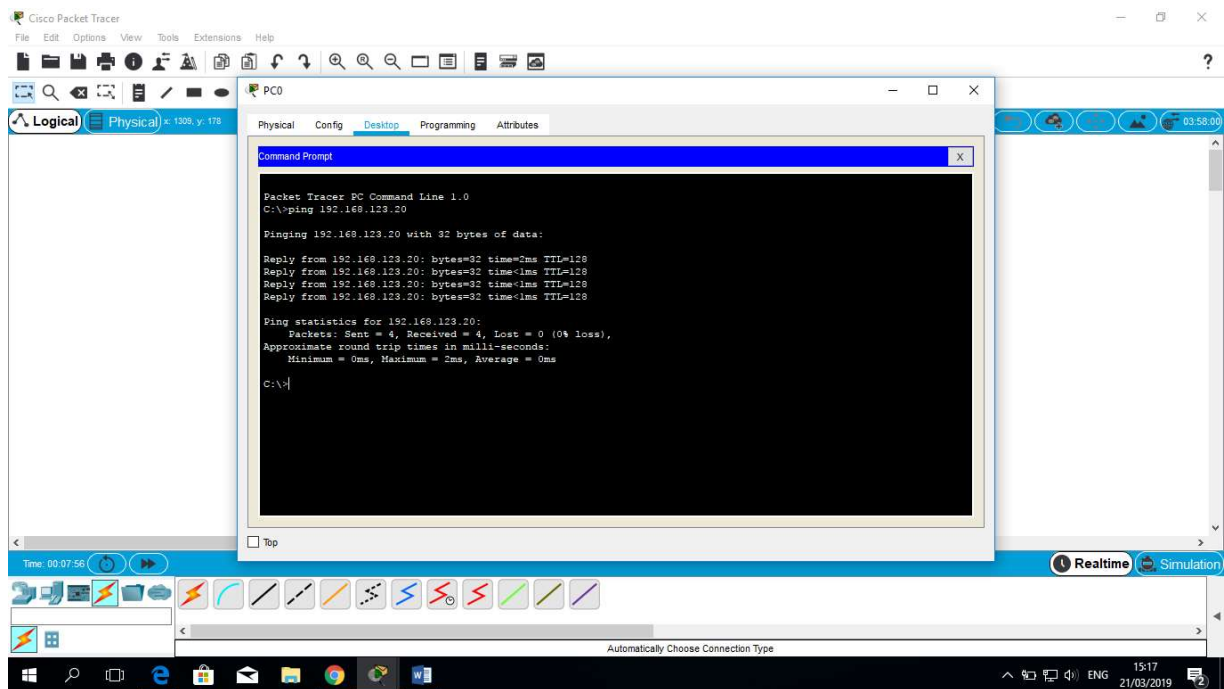 Cisco Packet Tracer
File Edit Options View Tools Extensions Help
?
PC0
Logical
Physical x: 1309, y: 178
03:58:00
Physical Config Desktop Programming Attributes
Command Prompt
X
Packet Tracer PC Command Line 1.0
C:\>ping 192.168.123.20
Pinging 192.168.123.20 with 32 bytes of data:
Reply from 192.168.123.20: bytes=32 time=2ms TTL=128
Reply from 192.168.123.20: bytes=32 time<1ms TTL=128
Reply from 192.168.123.20: bytes=32 time<1ms TTL=128
Reply from 192.168.123.20: bytes=32 time<1ms TTL=128
Ping statistics for 192.168.123.20:
Packets: Sent = 4, Received = 4, Lost = 0 (0% loss),
Approximate round trip times in milli-seconds:
Minimum = 0ms, Maximum = 2ms, Average = 0ms
C:\>
Top
Time: 00:07:56
Realtime
Simulation
Automatically Choose Connection Type
ENG
15:17
21/03/2019
2